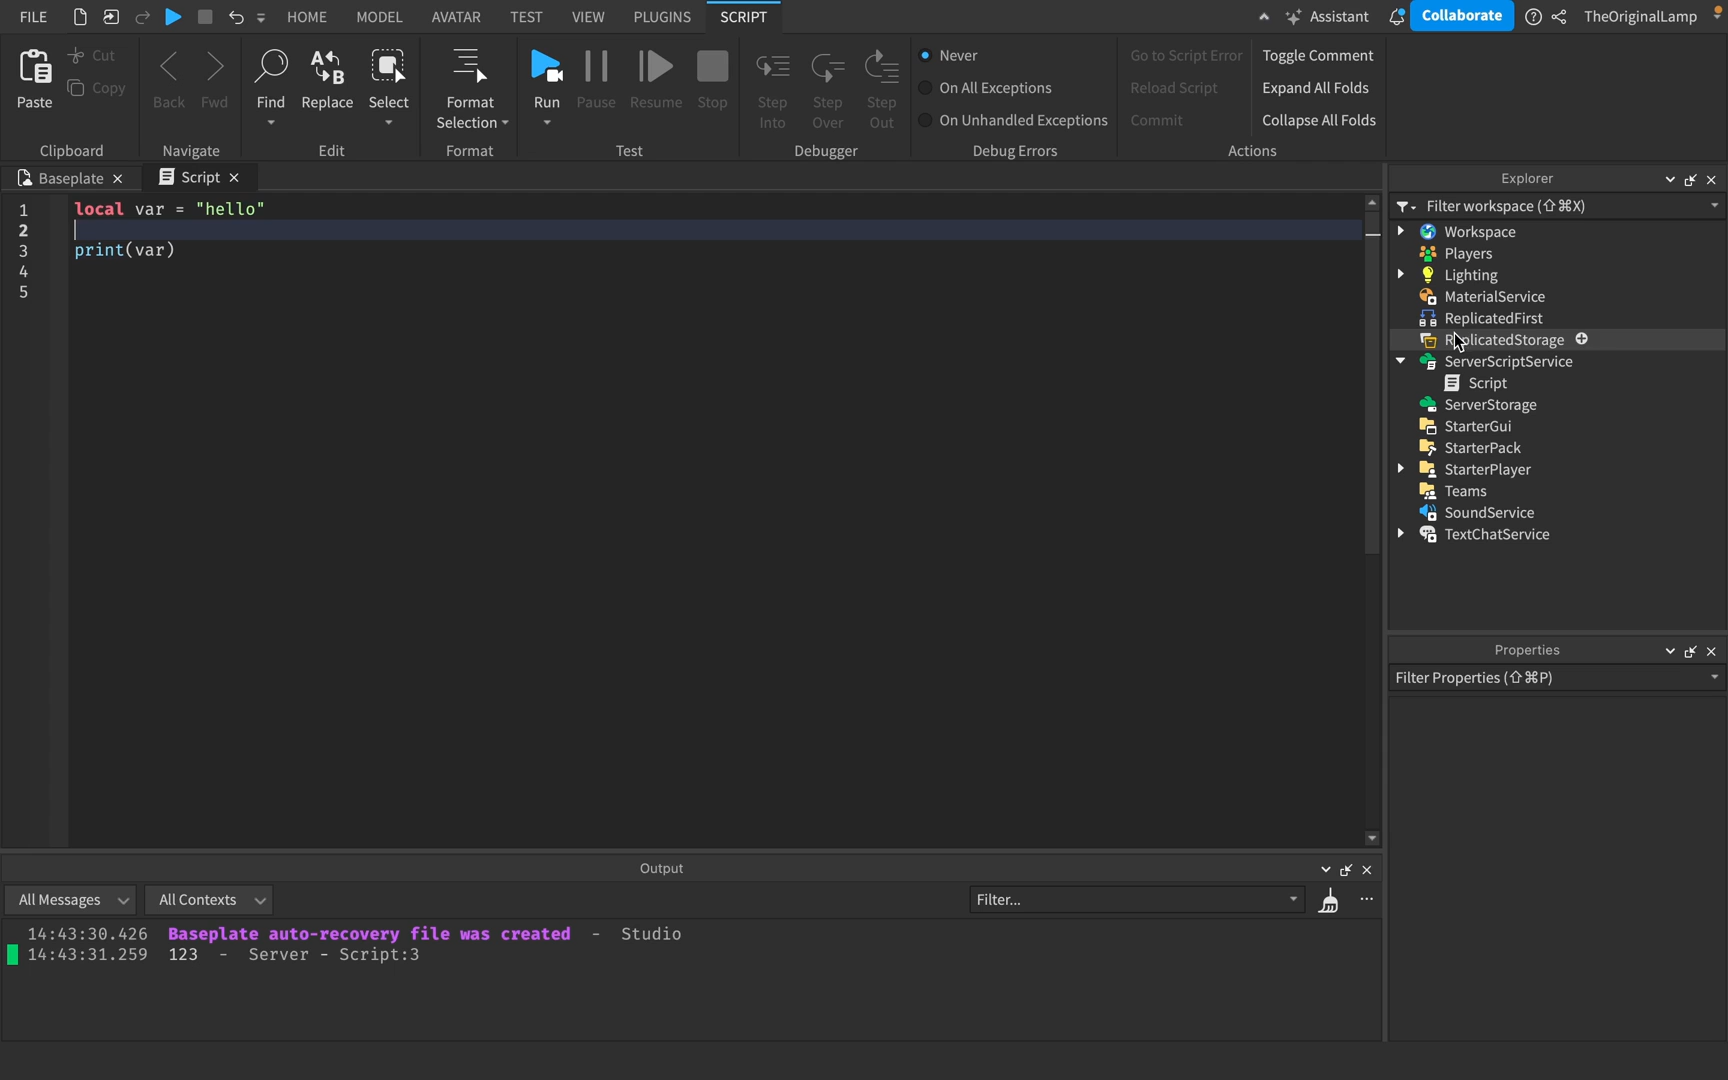 FILE HOME MODEL AVATAR TEST VIEW PLUGINS SCRIPT Assistant Collaborate TheOriginalLamp
Paste Cut Copy Back Fwd Find Replace Select Format Selection Run Pause Resume Stop Step Into Step Over Step Out
Never
On All Exceptions
On Unhandled Exceptions
Go to Script Error
Reload Script
Commit
Toggle Comment
Expand All Folds
Collapse All Folds
Clipboard Navigate Edit Format Test Debugger Debug Errors Actions
Baseplate Script
1 local var = "hello"
2
3 print(var)
4
5
Explorer
Filter workspace (⇧⌘X)
Workspace
Players
Lighting
MaterialService
ReplicatedFirst
ReplicatedStorage
ServerScriptService
Script
ServerStorage
StarterGui
StarterPack
StarterPlayer
Teams
SoundService
TextChatService
Properties
Filter Properties (⇧⌘P)
Output
All Messages All Contexts Filter...
14:43:30.426 Baseplate auto-recovery file was created - Studio
14:43:31.259 123 - Server - Script:3